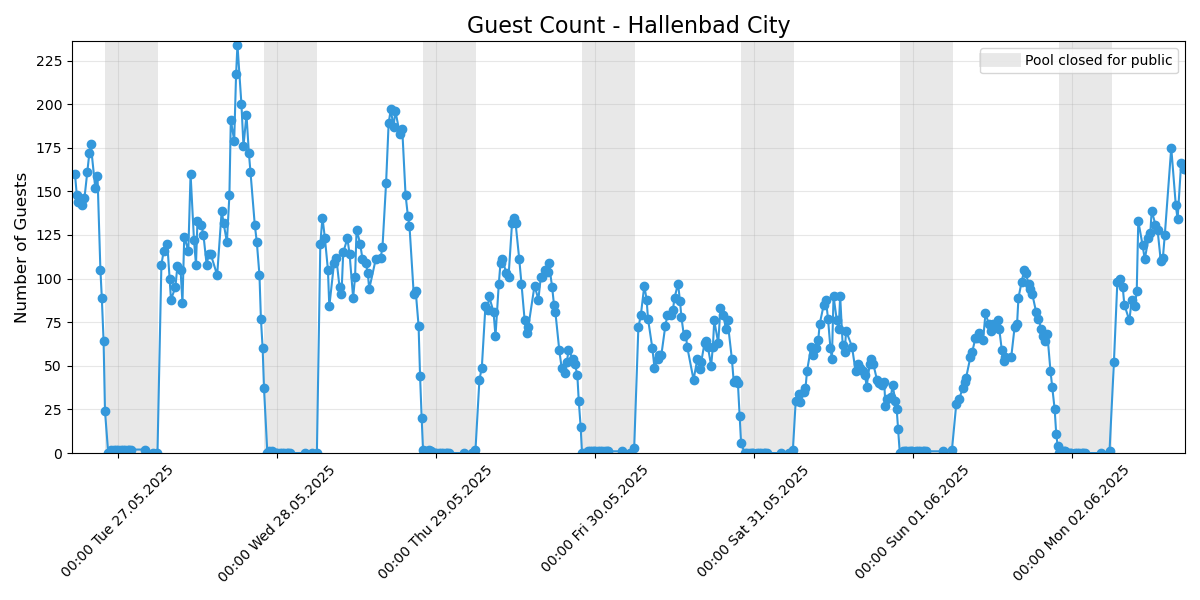 Guest Count - Hallenbad City
Pool closed for public
Number of Guests
225
200
175
150
125
100
75
50
25
0
00:00 Tue 27.05.2025
00:00 Wed 28.05.2025
00:00 Thu 29.05.2025
00:00 Fri 30.05.2025
00:00 Sat 31.05.2025
00:00 Sun 01.06.2025
00:00 Mon 02.06.2025